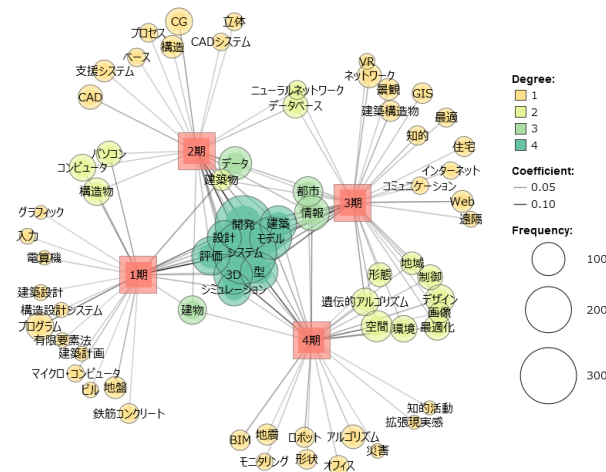 CG
立体
プロセス
構造
CADシステム
ベース
支援システム
CAD
ニューラルネットワーク
データベース
VR
ネットワーク
景観
GIS
建築構造物
最適
知的
住宅
インターネット
コミュニケーション
Web
遠隔
2期
データ
パソコン
コンピュータ
構造物
建築物
都市
情報
3期
グラフィック
入力
電算機
建築設計
構造設計システム
プログラム
有限要素法
建築計画
マイクロ・コンピュータ
ビル
地盤
鉄筋コンクリート
1期
開発
設計
建築
モデル
評価
システム
3D
型
シミュレーション
建物
形態
地域
制御
遺伝的アルゴリズム
デザイン
画像
空間
環境
最適化
4期
知的活動
拡張現実感
BIM
地震
ロボット
アルゴリズム
災害
モニタリング
形状
オフィス
Degree:
1
2
3
4
Coefficient:
0.05
0.10
Frequency:
100
200
300